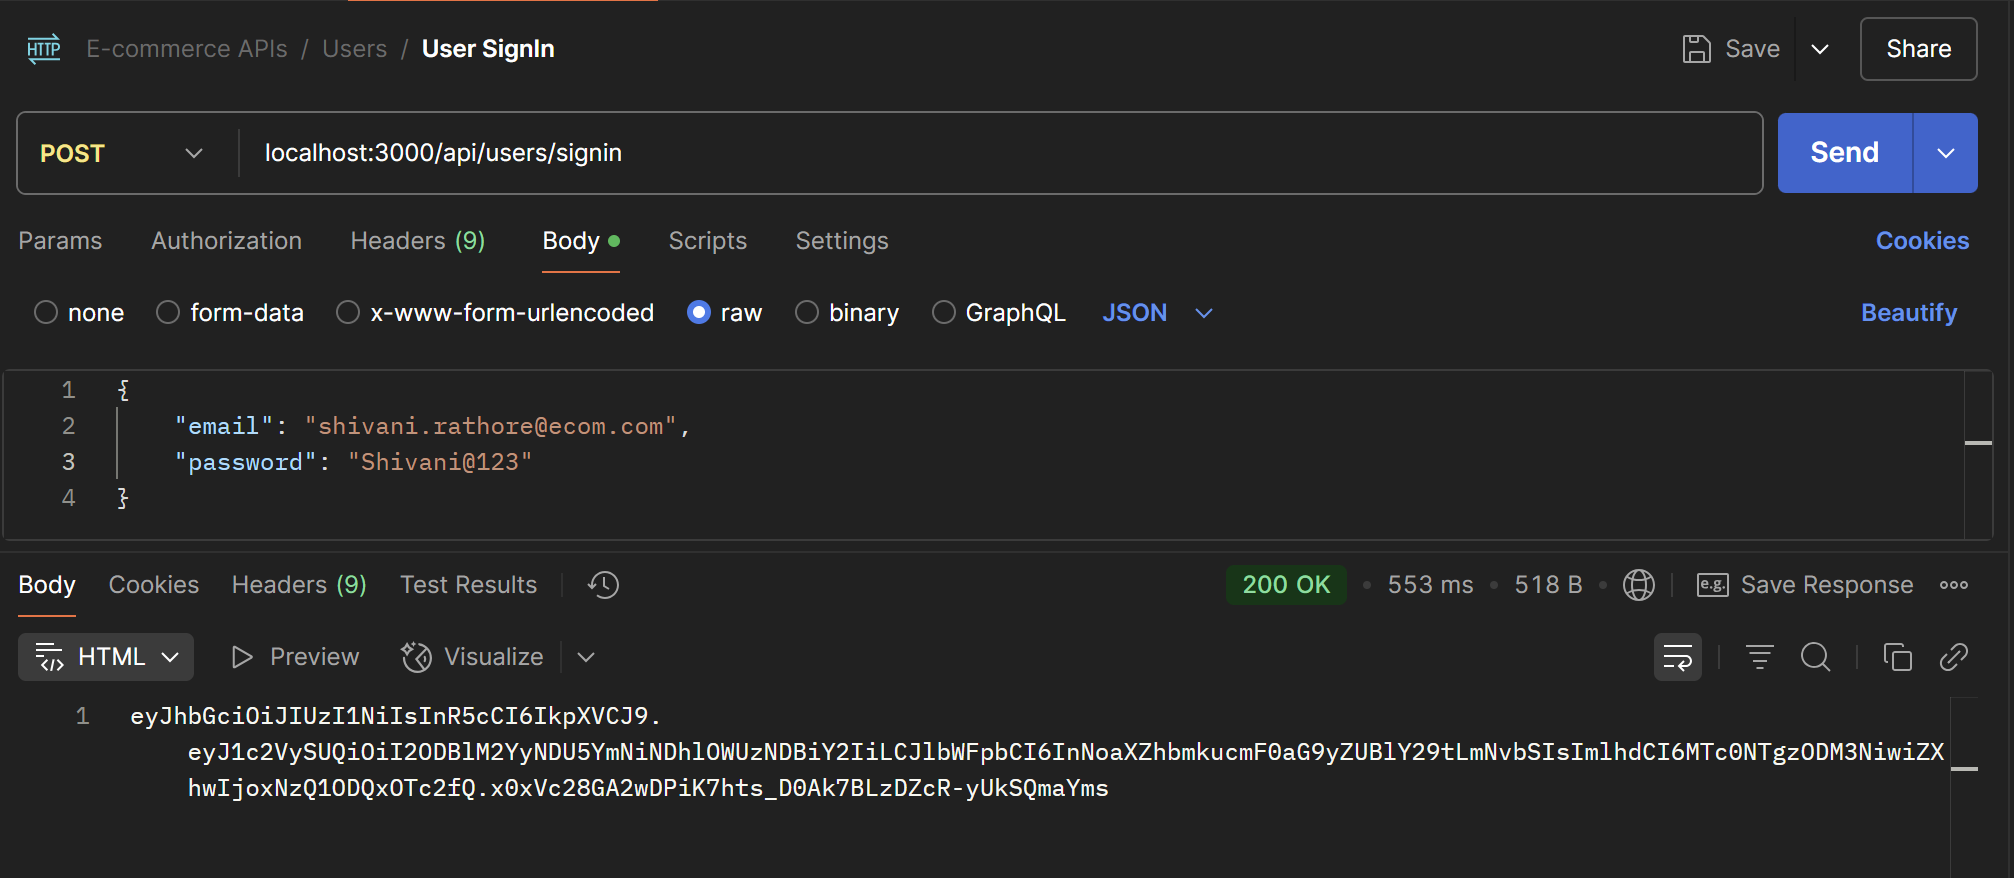 HTTP E-commerce APIs / Users / User SignIn Save Share
POST localhost:3000/api/users/signin Send
Params Authorization Headers (9) Body Scripts Settings Cookies
none form-data x-www-form-urlencoded raw binary GraphQL JSON Beautify
1 {
2 "email": "shivani.rathore@ecom.com",
3 "password": "Shivani@123"
4 }
Body Cookies Headers (9) Test Results 200 OK • 553 ms • 518 B • e.g. Save Response
HTML Preview Visualize
1 eyJhbGciOiJIUzI1NiIsInR5cCI6IkpXVCJ9.
eyJ1c2VySUQiOiI2ODBlM2YyNDU5YmNiNDhlOWUzNDBiY2IiLCJlbWFpbCI6InNoaXZhbmkucmF0aG9yZUBlY29tLmNvbSIsImlhdCI6MTc0NTgzODM3NiwiZX
hwIjoxNzQ1ODQxOTc2fQ.x0xVc28GA2wDPiK7hts_D0Ak7BLzDZcR-yUkSQmaYms